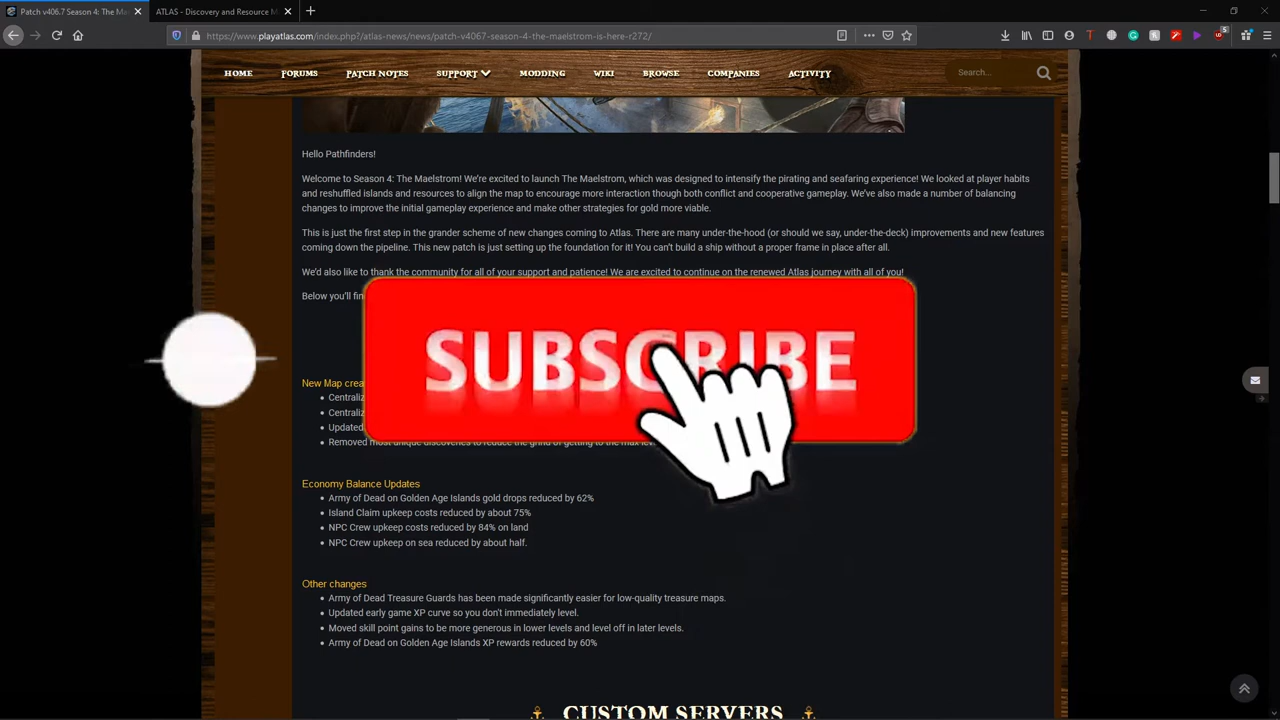 Patch v406.7 Season 4: The Ma
ATLAS - Discovery and Resource M
https://www.playatlas.com/index.php?/atlas-news/news/patch-v4067-season-4-the-maelstrom-is-here-r272/
HOME FORUMS PATCH NOTES SUPPORT MODDING WIKI BROWSE COMPANIES ACTIVITY Search...
Hello Pathfinders!
Welcome to Season 4: The Maelstrom! We're excited to launch The Maelstrom, which was designed to intensify the pirating and seafaring experience! We looked at player habits
and reshuffled islands and resources to align the map to encourage more interaction though both conflict and cooperative gameplay. We've also made a number of balancing
changes to improve the initial gameplay experience and make other strategies for gold more viable.
This is just the first step in the grander scheme of new changes coming to Atlas. There are many under-the-hood (or should we say, under-the-deck) improvements and new features
coming down the pipeline. This new patch is just setting up the foundation for it! You can't build a ship without a proper frame in place after all.
We'd also like to thank the community for all of your support and patience! We are excited to continue on the renewed Atlas journey with all of you!
Below you'll fin
SUBSCRIBE
New Map crea
• Centraliz
• Centraliz
• Updated
• Removed most unique discoveries to reduce the grind of getting to the max lev
Economy Balance Updates
• Army of Dead on Golden Age Islands gold drops reduced by 62%
• Island Claim upkeep costs reduced by about 75%
• NPC Crew upkeep costs reduced by 84% on land
• NPC Crew upkeep on sea reduced by about half.
Other changes
• Army of Dead Treasure Guards has been made significantly easier for low-quality treasure maps.
• Updated early game XP curve so you don't immediately level.
• Moved skill point gains to be more generous in lower levels and level off in later levels.
• Army of Dead on Golden Age Islands XP rewards reduced by 60%
CUSTOM SERVERS